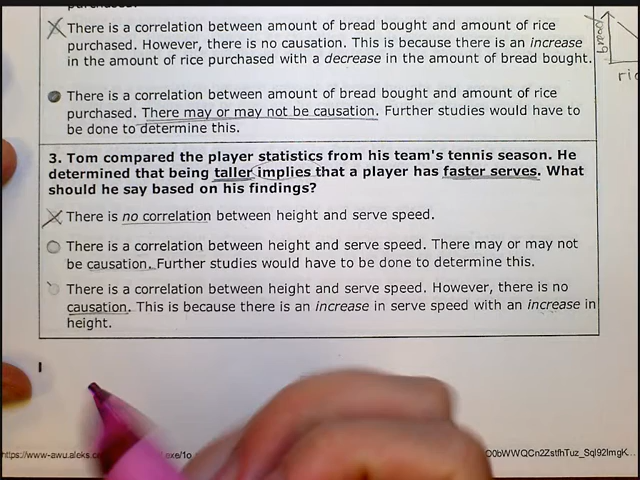 There is a correlation between amount of bread bought and amount of rice
purchased. However, there is no causation. This is because there is an increase
in the amount of rice purchased with a decrease in the amount of bread bought.
There is a correlation between amount of bread bought and amount of rice
purchased. There may or may not be causation. Further studies would have to
be done to determine this.
3. Tom compared the player statistics from his team's tennis season. He
determined that being taller implies that a player has faster serves. What
should he say based on his findings?
There is no correlation between height and serve speed.
There is a correlation between height and serve speed. There may or may not
be causation. Further studies would have to be done to determine this.
There is a correlation between height and serve speed. However, there is no
causation. This is because there is an increase in serve speed with an increase in
height.
https://www-awu.aleks.c
.exe/1o